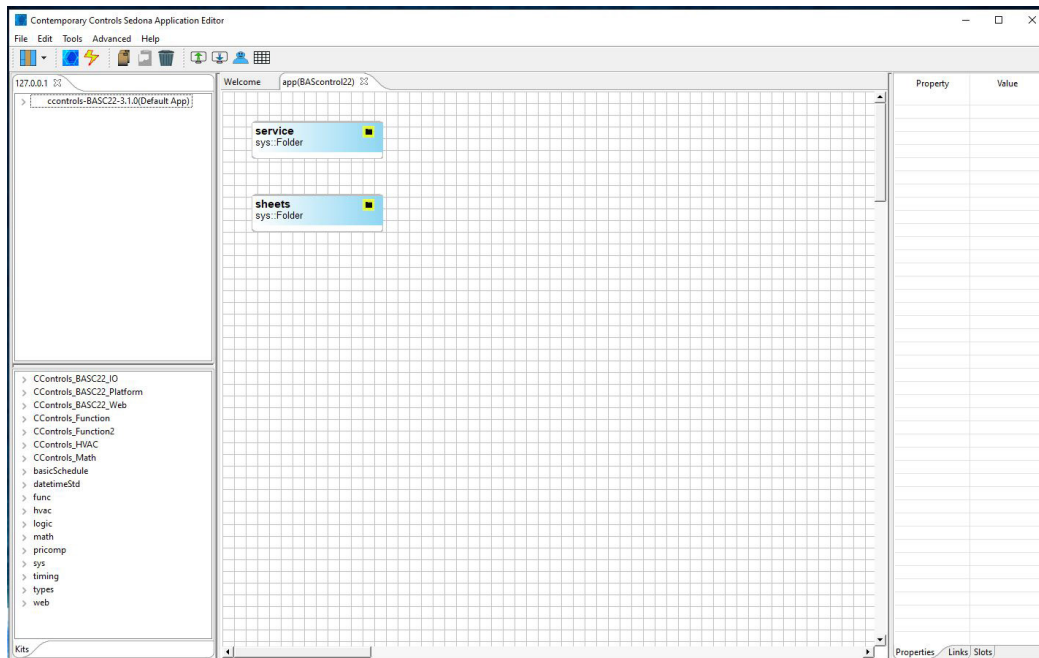 Contemporary Controls Sedona Application Editor
File Edit Tools Advanced Help
127.0.0.1
ccontrols-BASC22-3.1.0(Default App)
CControls_BASC22_IO
CControls_BASC22_Platform
CControls_BASC22_Web
CControls_Function
CControls_Function2
CControls_HVAC
CControls_Math
basicSchedule
datetimeStd
func
hvac
logic
math
pricomp
sys
timing
types
web
Kits
Welcome app(BAScontrol22)
service
sys::Folder
sheets
sys::Folder
Property Value
Properties Links Slots